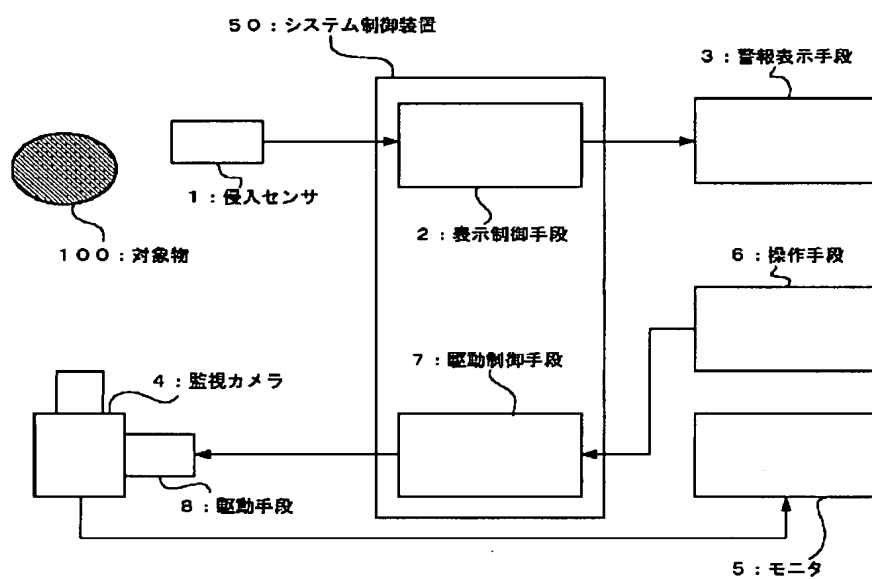 ５０：システム制御装置
３：警報表示手段
１：侵入センサ
２：表示制御手段
１００：対象物
６：操作手段
７：駆動制御手段
４：監視カメラ
８：駆動手段
５：モニタ